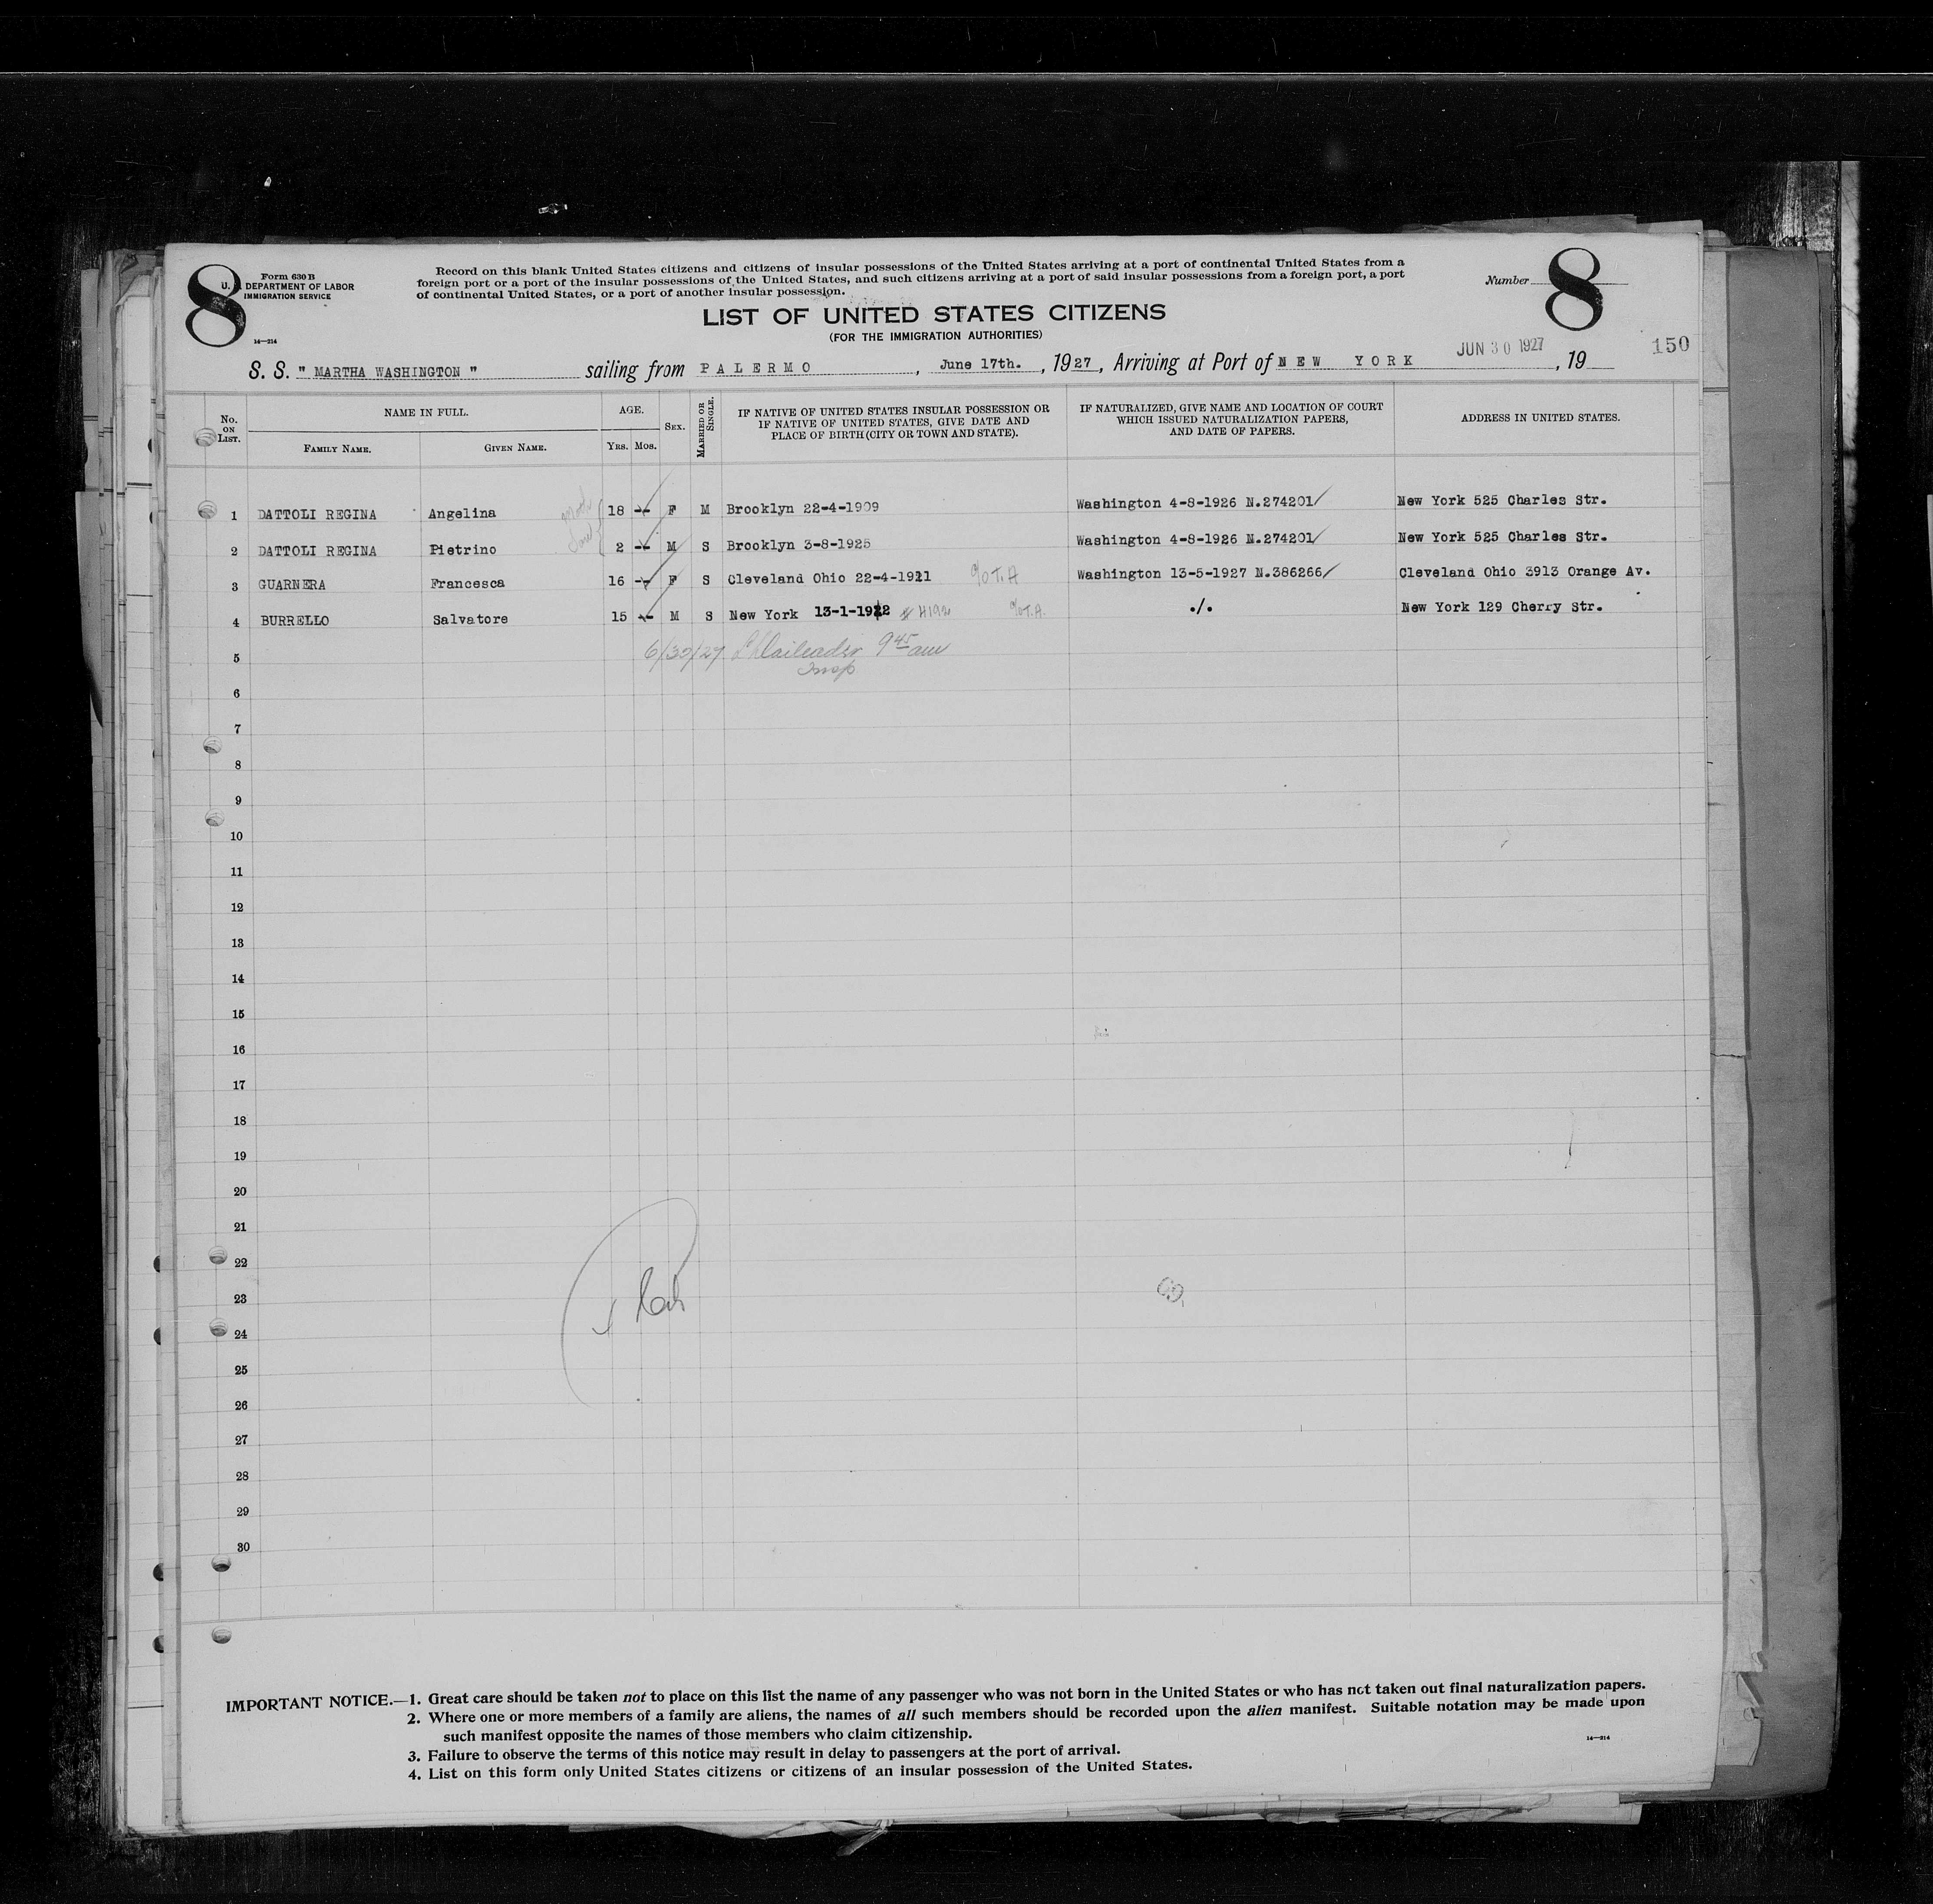 8
Form 630 B
U. S. DEPARTMENT OF LABOR
IMMIGRATION SERVICE
14—214
Record on this blank United States citizens and citizens of insular possessions of the United States arriving at a port of continental United States from a
foreign port or a port of the insular possessions of the United States, and such citizens arriving at a port of said insular possessions from a foreign port, a port
of continental United States, or a port of another insular possession.
Number
8
LIST OF UNITED STATES CITIZENS
(FOR THE IMMIGRATION AUTHORITIES)
JUN 30 1927
150
S. S. " MARTHA WASHINGTON " sailing from PALERMO, June 17th., 1927, Arriving at Port of NEW YORK, 19
No. ON LIST. NAME IN FULL. AGE. SEX. MARRIED OR SINGLE. IF NATIVE OF UNITED STATES INSULAR POSSESSION OR IF NATIVE OF UNITED STATES, GIVE DATE AND PLACE OF BIRTH (CITY OR TOWN AND STATE). IF NATURALIZED, GIVE NAME AND LOCATION OF COURT WHICH ISSUED NATURALIZATION PAPERS, AND DATE OF PAPERS. ADDRESS IN UNITED STATES.
FAMILY NAME. GIVEN NAME. YRS. MOS.
1 DATTOLI REGINA Angelina 18 -- F M Brooklyn 22-4-1909 Washington 4-8-1926 N.274201/ New York 525 Charles Str.
2 DATTOLI REGINA Pietrino 2 -- M S Brooklyn 3-8-1925 Washington 4-8-1926 N.274201/ New York 525 Charles Str.
3 GUARNERA Francesca 16 -- F S Cleveland Ohio 22-4-1911 % T.A Washington 13-5-1927 N.386266/ Cleveland Ohio 3913 Orange Av.
4 BURRELLO Salvatore 15 -- M S New York 13-1-1912 % T.A. ./. New York 129 Cherry Str.
5 6/30/27 9 45 am
Insp
6
7
8
9
10
11
12
13
14
15
16
17
18
19
20
21
22
23
24
25
26
27
28
29
30
IMPORTANT NOTICE.—1. Great care should be taken not to place on this list the name of any passenger who was not born in the United States or who has not taken out final naturalization papers.
2. Where one or more members of a family are aliens, the names of all such members should be recorded upon the alien manifest. Suitable notation may be made upon
such manifest opposite the names of those members who claim citizenship.
3. Failure to observe the terms of this notice may result in delay to passengers at the port of arrival.
4. List on this form only United States citizens or citizens of an insular possession of the United States.
14—214